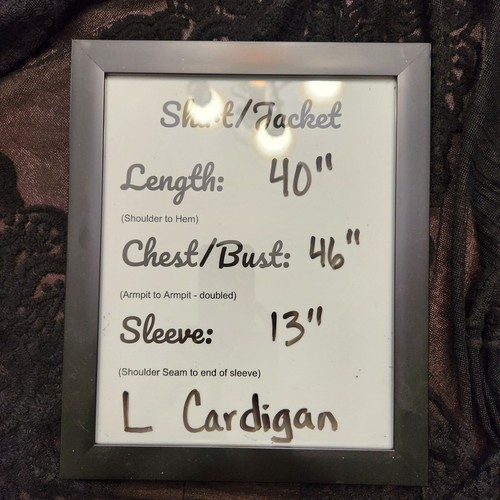 Shirt/Jacket
Length: 40"
(Shoulder to Hem)
Chest/Bust: 46"
(Armpit to Armpit - doubled)
Sleeve: 13"
(Shoulder Seam to end of sleeve)
L Cardigan